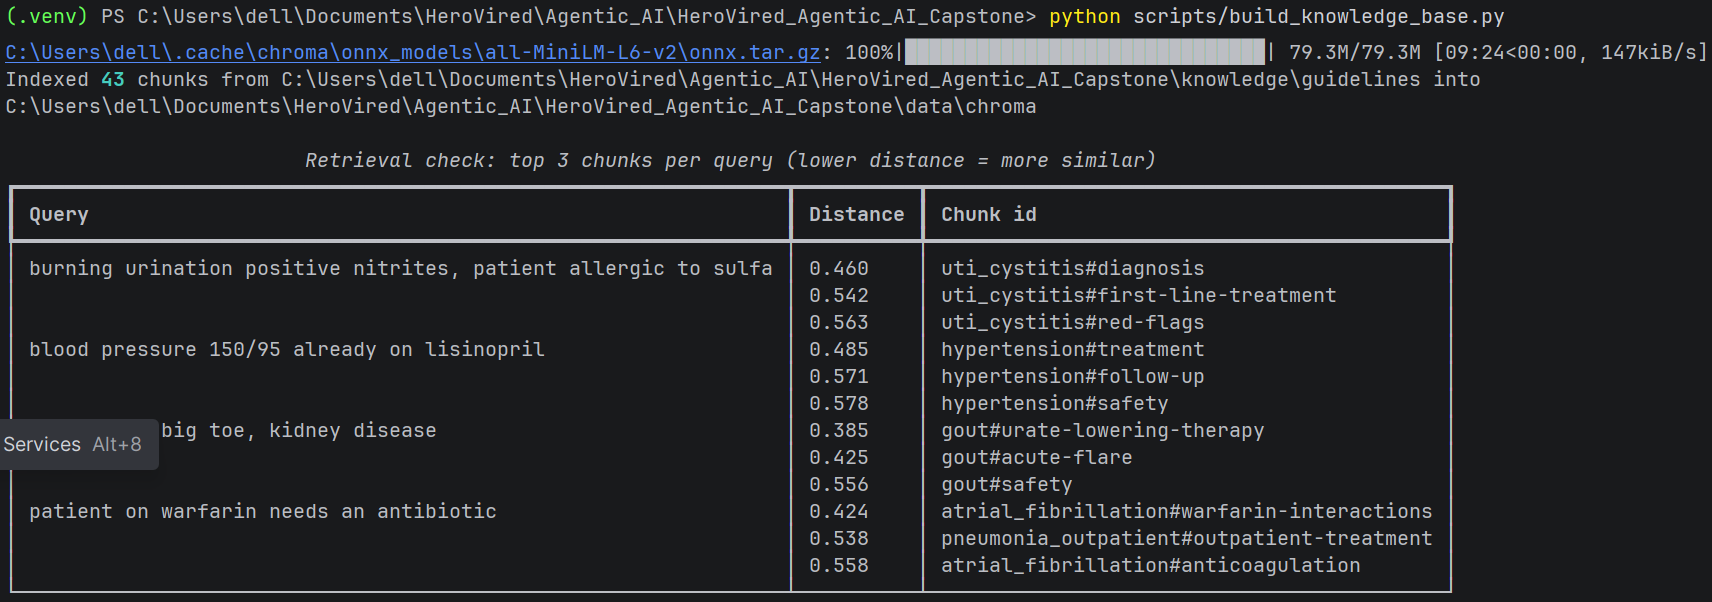 (.venv) PS C:\Users\dell\Documents\HeroVired\Agentic_AI\HeroVired_Agentic_AI_Capstone> python scripts/build_knowledge_base.py
C:\Users\dell\.cache\chroma\onnx_models\all-MiniLM-L6-v2\onnx.tar.gz: 100%| | 79.3M/79.3M [09:24<00:00, 147kiB/s]
Indexed 43 chunks from C:\Users\dell\Documents\HeroVired\Agentic_AI\HeroVired_Agentic_AI_Capstone\knowledge\guidelines into
C:\Users\dell\Documents\HeroVired\Agentic_AI\HeroVired_Agentic_AI_Capstone\data\chroma
Retrieval check: top 3 chunks per query (lower distance = more similar)
Query Distance Chunk id
burning urination positive nitrites, patient allergic to sulfa 0.460 uti_cystitis#diagnosis
0.542 uti_cystitis#first-line-treatment
0.563 uti_cystitis#red-flags
blood pressure 150/95 already on lisinopril 0.485 hypertension#treatment
0.571 hypertension#follow-up
0.578 hypertension#safety
big toe, kidney disease 0.385 gout#urate-lowering-therapy
Services Alt+8
0.425 gout#acute-flare
0.556 gout#safety
patient on warfarin needs an antibiotic 0.424 atrial_fibrillation#warfarin-interactions
0.538 pneumonia_outpatient#outpatient-treatment
0.558 atrial_fibrillation#anticoagulation